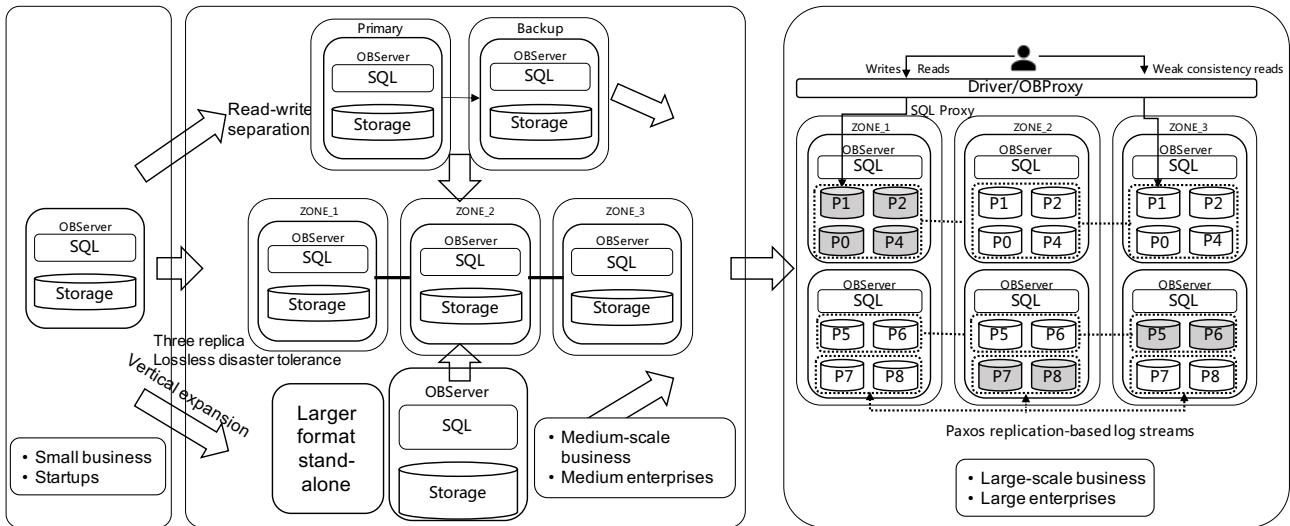 OBServer
SQL
Storage
• Small business
• Startups
Read-write
separation
Three replica
Lossless disaster tolerance
Vertical expansion
Primary
OBServer
SQL
Storage
Backup
OBServer
SQL
Storage
ZONE_1
OBServer
SQL
Storage
ZONE_2
OBServer
SQL
Storage
ZONE_3
OBServer
SQL
Storage
Larger
format
stand-
alone
OBServer
SQL
Storage
• Medium-scale
business
• Medium enterprises
Writes
Reads
Weak consistency reads
Driver/OBProxy
SQL Proxy
ZONE_1
OBServer
SQL
P1 P2
P0 P4
OBServer
SQL
P5 P6
P7 P8
ZONE_2
OBServer
SQL
P1 P2
P0 P4
OBServer
SQL
P5 P6
P7 P8
ZONE_3
OBServer
SQL
P1 P2
P0 P4
OBServer
SQL
P5 P6
P7 P8
Paxos replication-based log streams
• Large-scale business
• Large enterprises